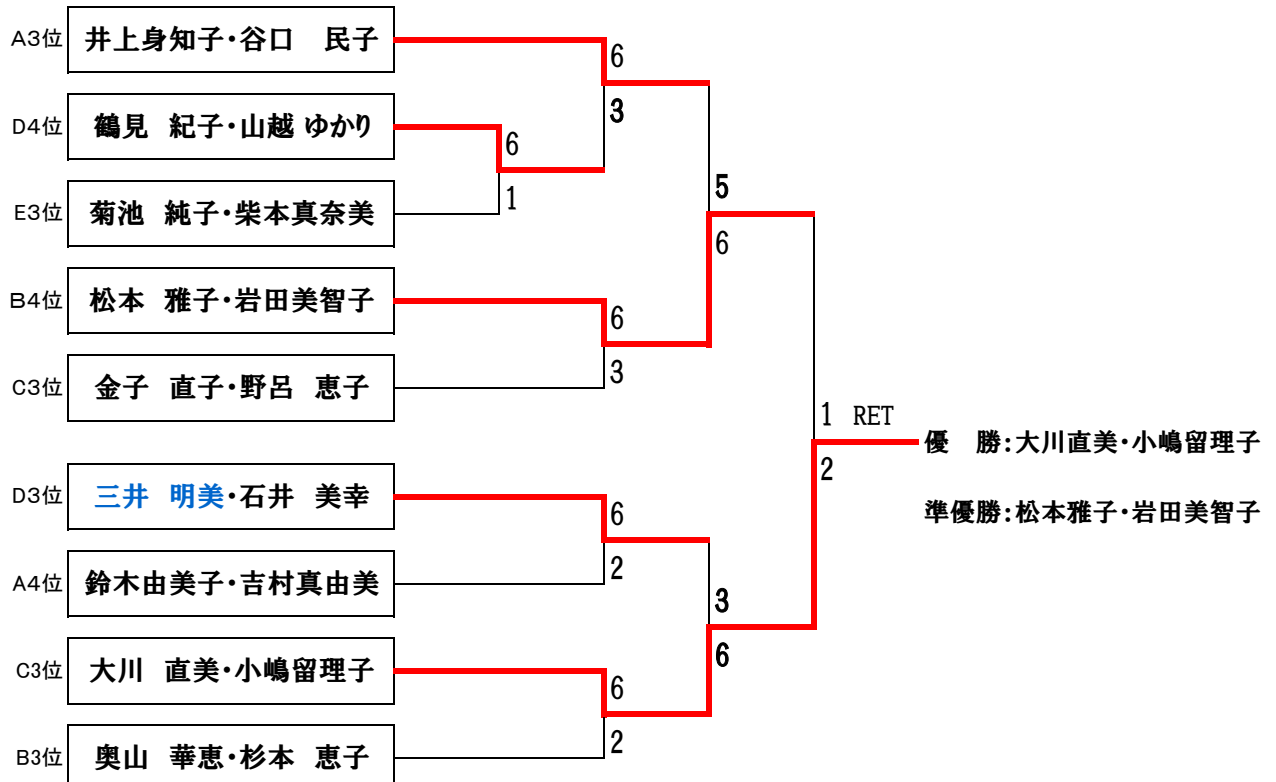 A3位 井上身知子・谷口　民子
6
3
D4位 鶴見　紀子・山越 ゆかり
6
1
E3位 菊池　純子・柴本真奈美
5
6
B4位 松本　雅子・岩田美智子
6
3
C3位 金子　直子・野呂　恵子
1 RET
2
優　勝：大川直美・小嶋留理子
準優勝：松本雅子・岩田美智子
D3位 三井　明美・石井　美幸
6
2
A4位 鈴木由美子・吉村真由美
3
6
C3位 大川　直美・小嶋留理子
6
2
B3位 奥山　華恵・杉本　恵子